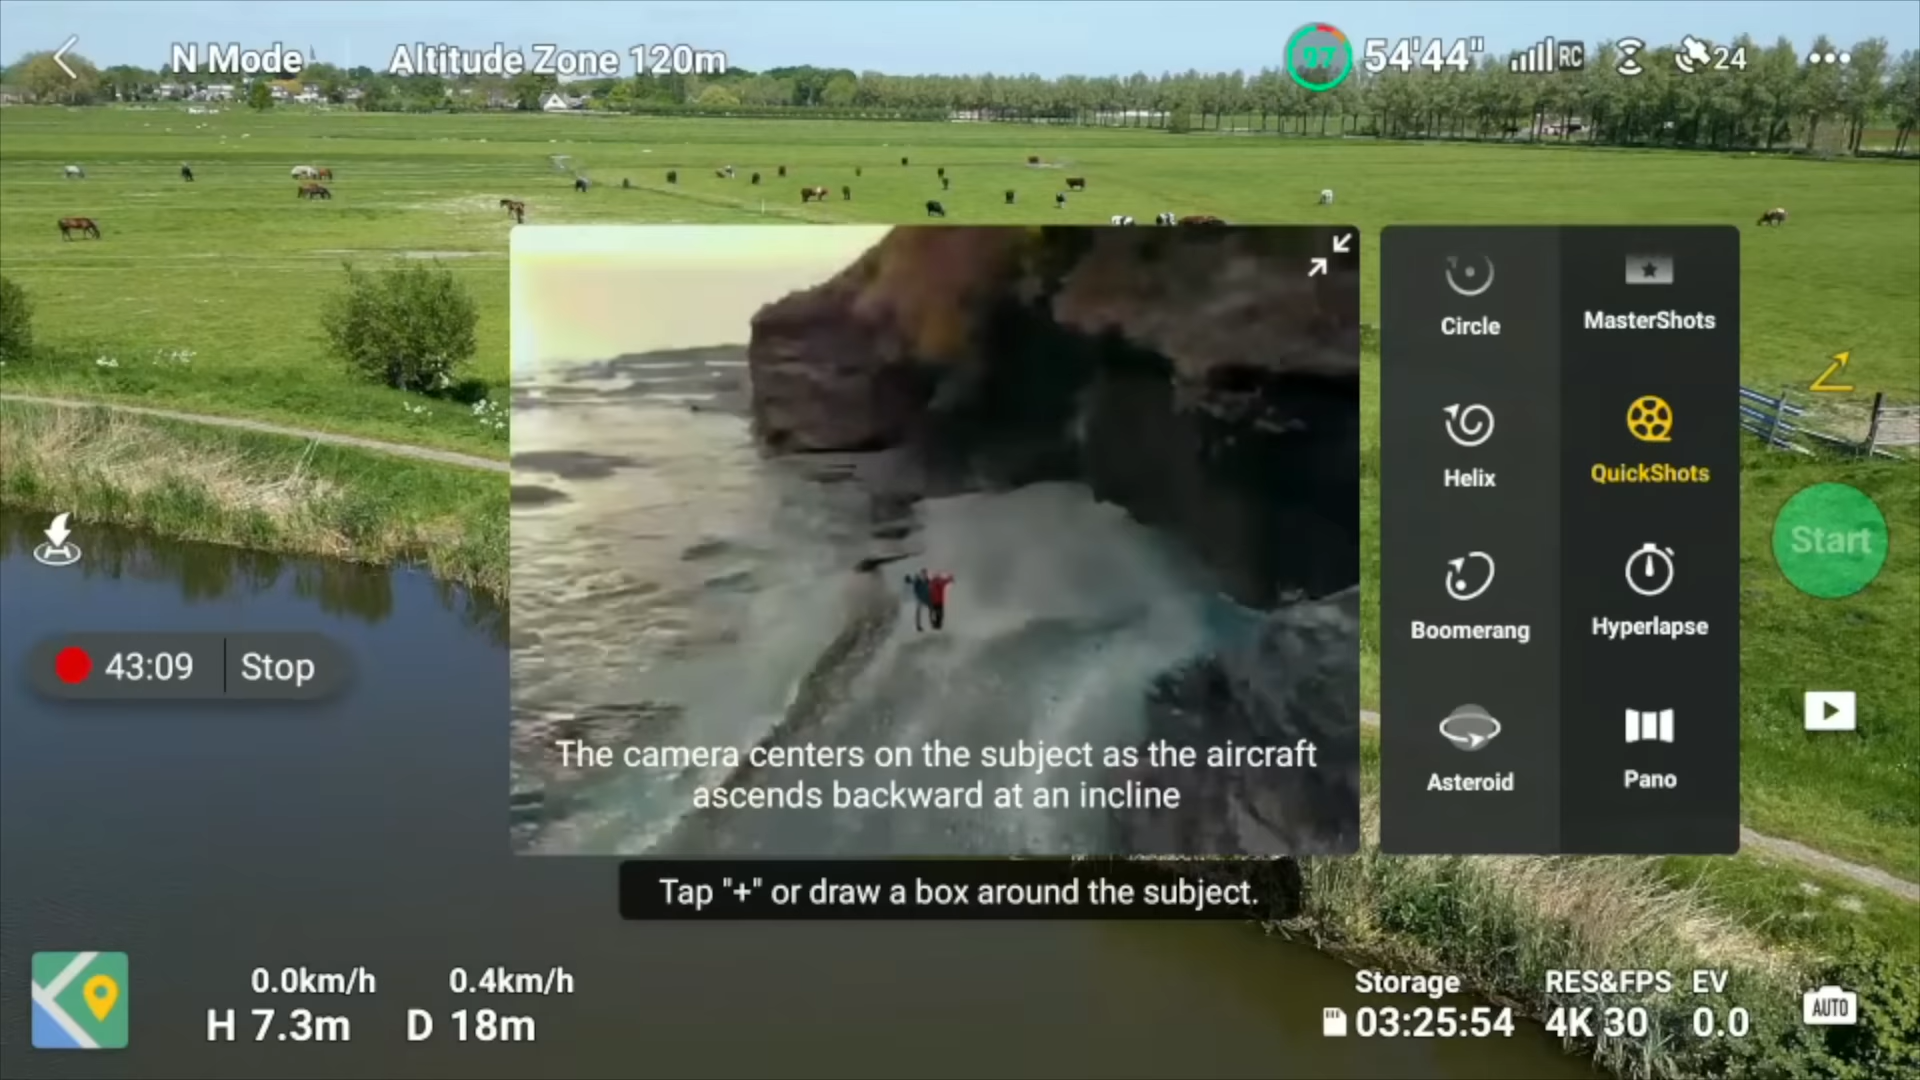 N Mode
Altitude Zone 120m
97
54'44"
RC
24
Circle
MasterShots
Helix
QuickShots
Boomerang
Hyperlapse
Asteroid
Pano
Start
43:09
Stop
The camera centers on the subject as the aircraft
ascends backward at an incline
Tap "+" or draw a box around the subject.
0.0km/h
0.4km/h
H 7.3m
D 18m
Storage
RES&FPS
EV
03:25:54
4K 30
0.0
AUTO